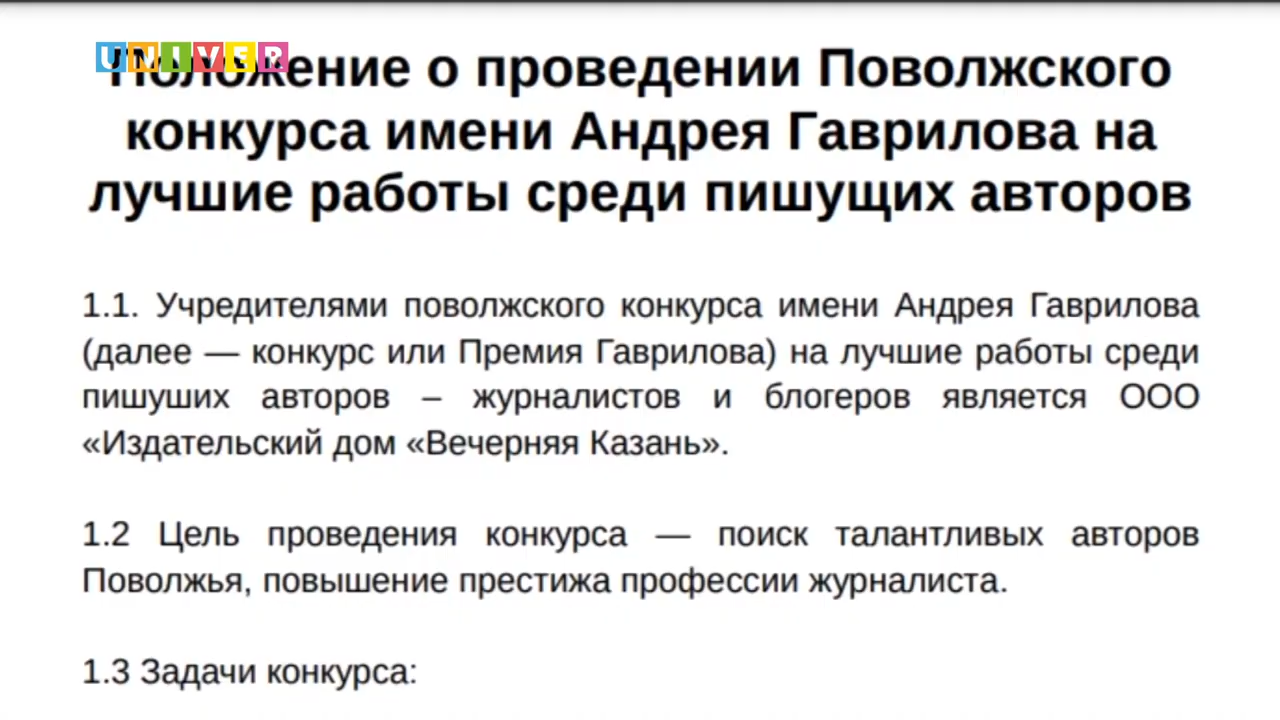 UNIVER
Положение о проведении Поволжского
конкурса имени Андрея Гаврилова на
лучшие работы среди пишущих авторов
1.1. Учредителями поволжского конкурса имени Андрея Гаврилова
(далее — конкурс или Премия Гаврилова) на лучшие работы среди
пишуших авторов – журналистов и блогеров является ООО
«Издательский дом «Вечерняя Казань».
1.2 Цель проведения конкурса — поиск талантливых авторов
Поволжья, повышение престижа профессии журналиста.
1.3 Задачи конкурса: